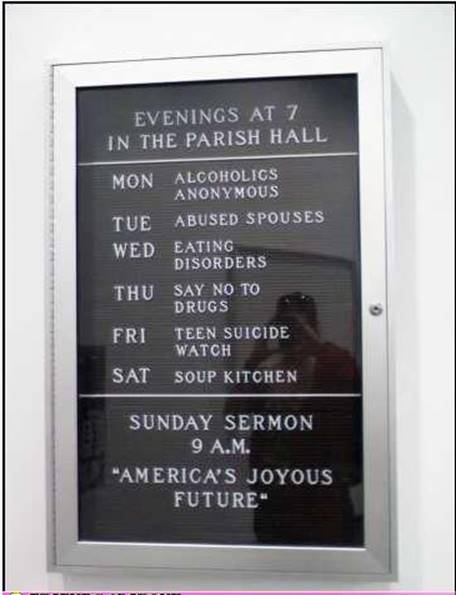 EVENINGS AT 7
IN THE PARISH HALL
MON ALCOHOLICS
ANONYMOUS
TUE ABUSED SPOUSES
WED EATING
DISORDERS
THU SAY NO TO
DRUGS
FRI TEEN SUICIDE
WATCH
SAT SOUP KITCHEN
SUNDAY SERMON
9 A.M.
"AMERICA'S JOYOUS
FUTURE"